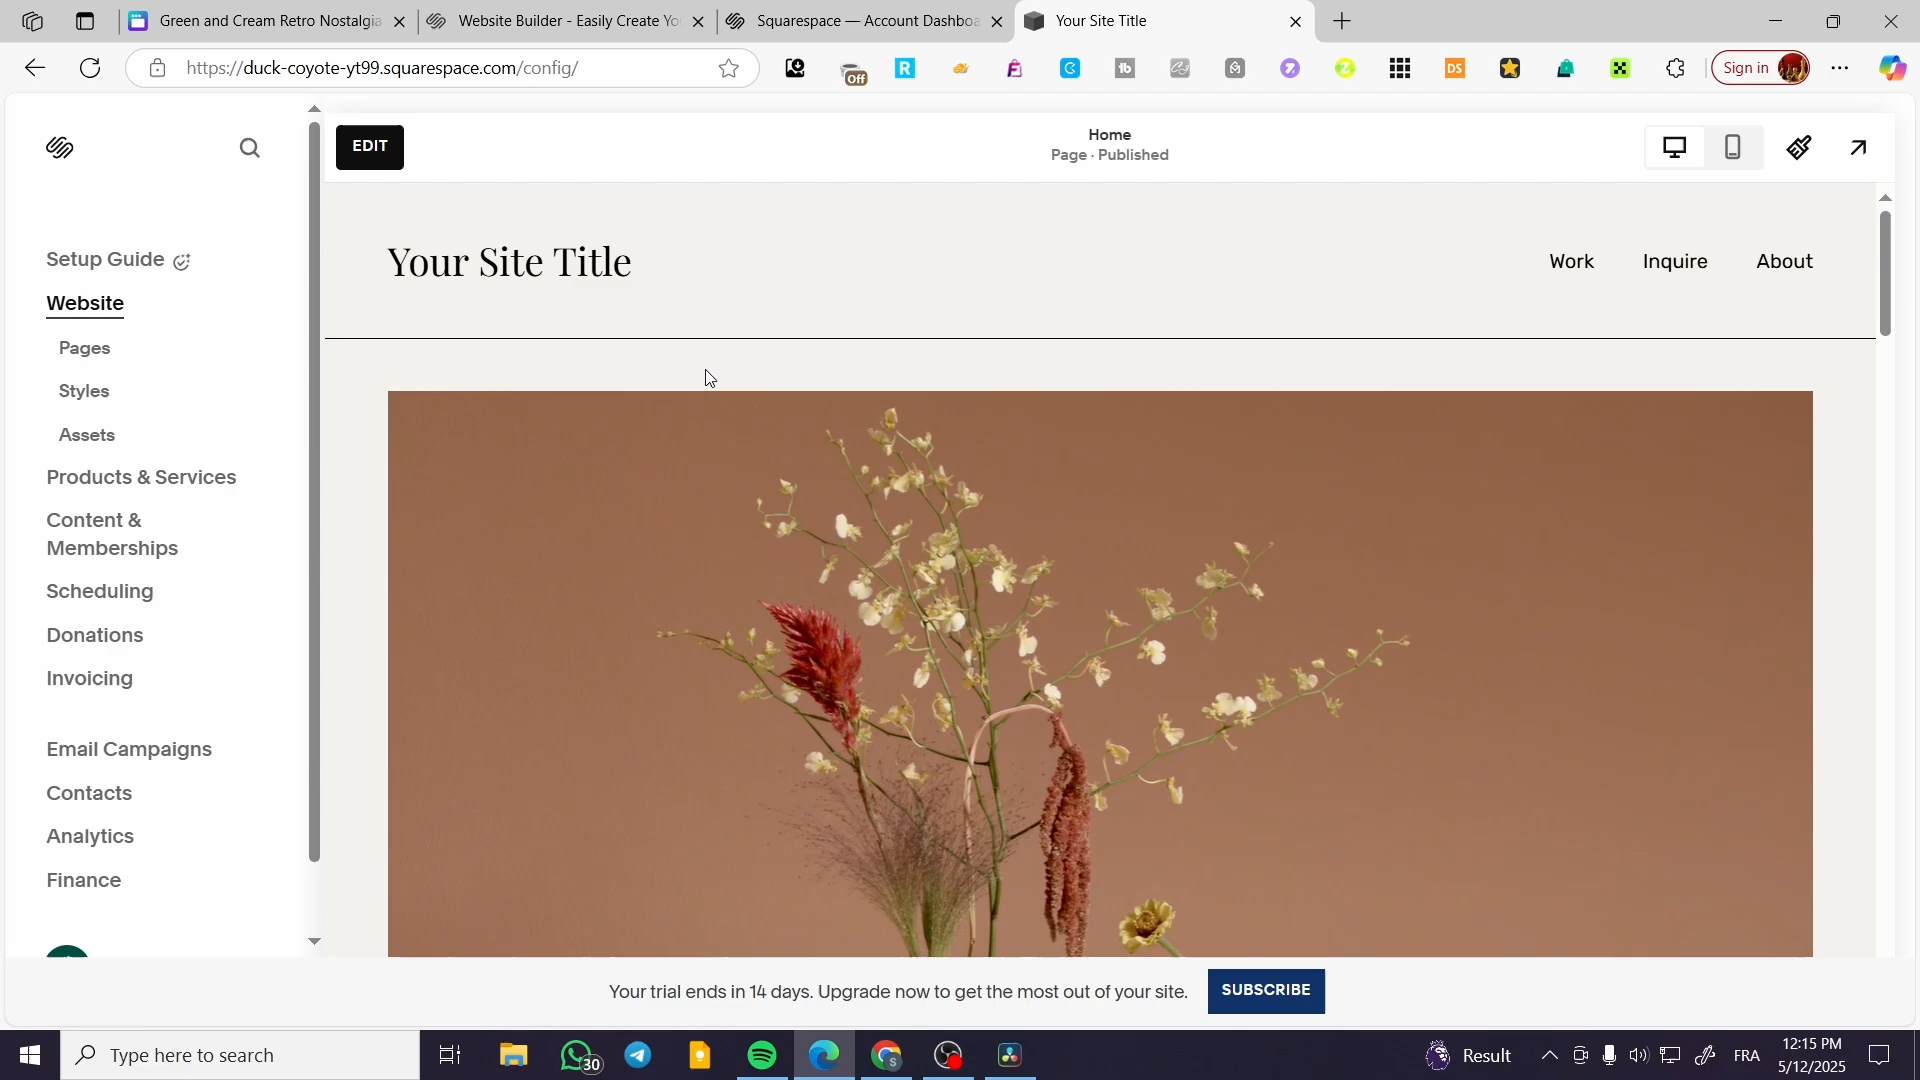 Green and Cream Retro Nostalgia
Website Builder - Easily Create Yo
Squarespace — Account Dashboa
Your Site Title
https://duck-coyote-yt99.squarespace.com/config/
Off
R
tb
DS
Sign in
EDIT
Home
Page · Published
Setup Guide
Website
Pages
Styles
Assets
Products & Services
Content &
Memberships
Scheduling
Donations
Invoicing
Email Campaigns
Contacts
Analytics
Finance
Your Site Title
Work
Inquire
About
Your trial ends in 14 days. Upgrade now to get the most out of your site.
SUBSCRIBE
Type here to search
30
Result
FRA
12:15 PM
5/12/2025